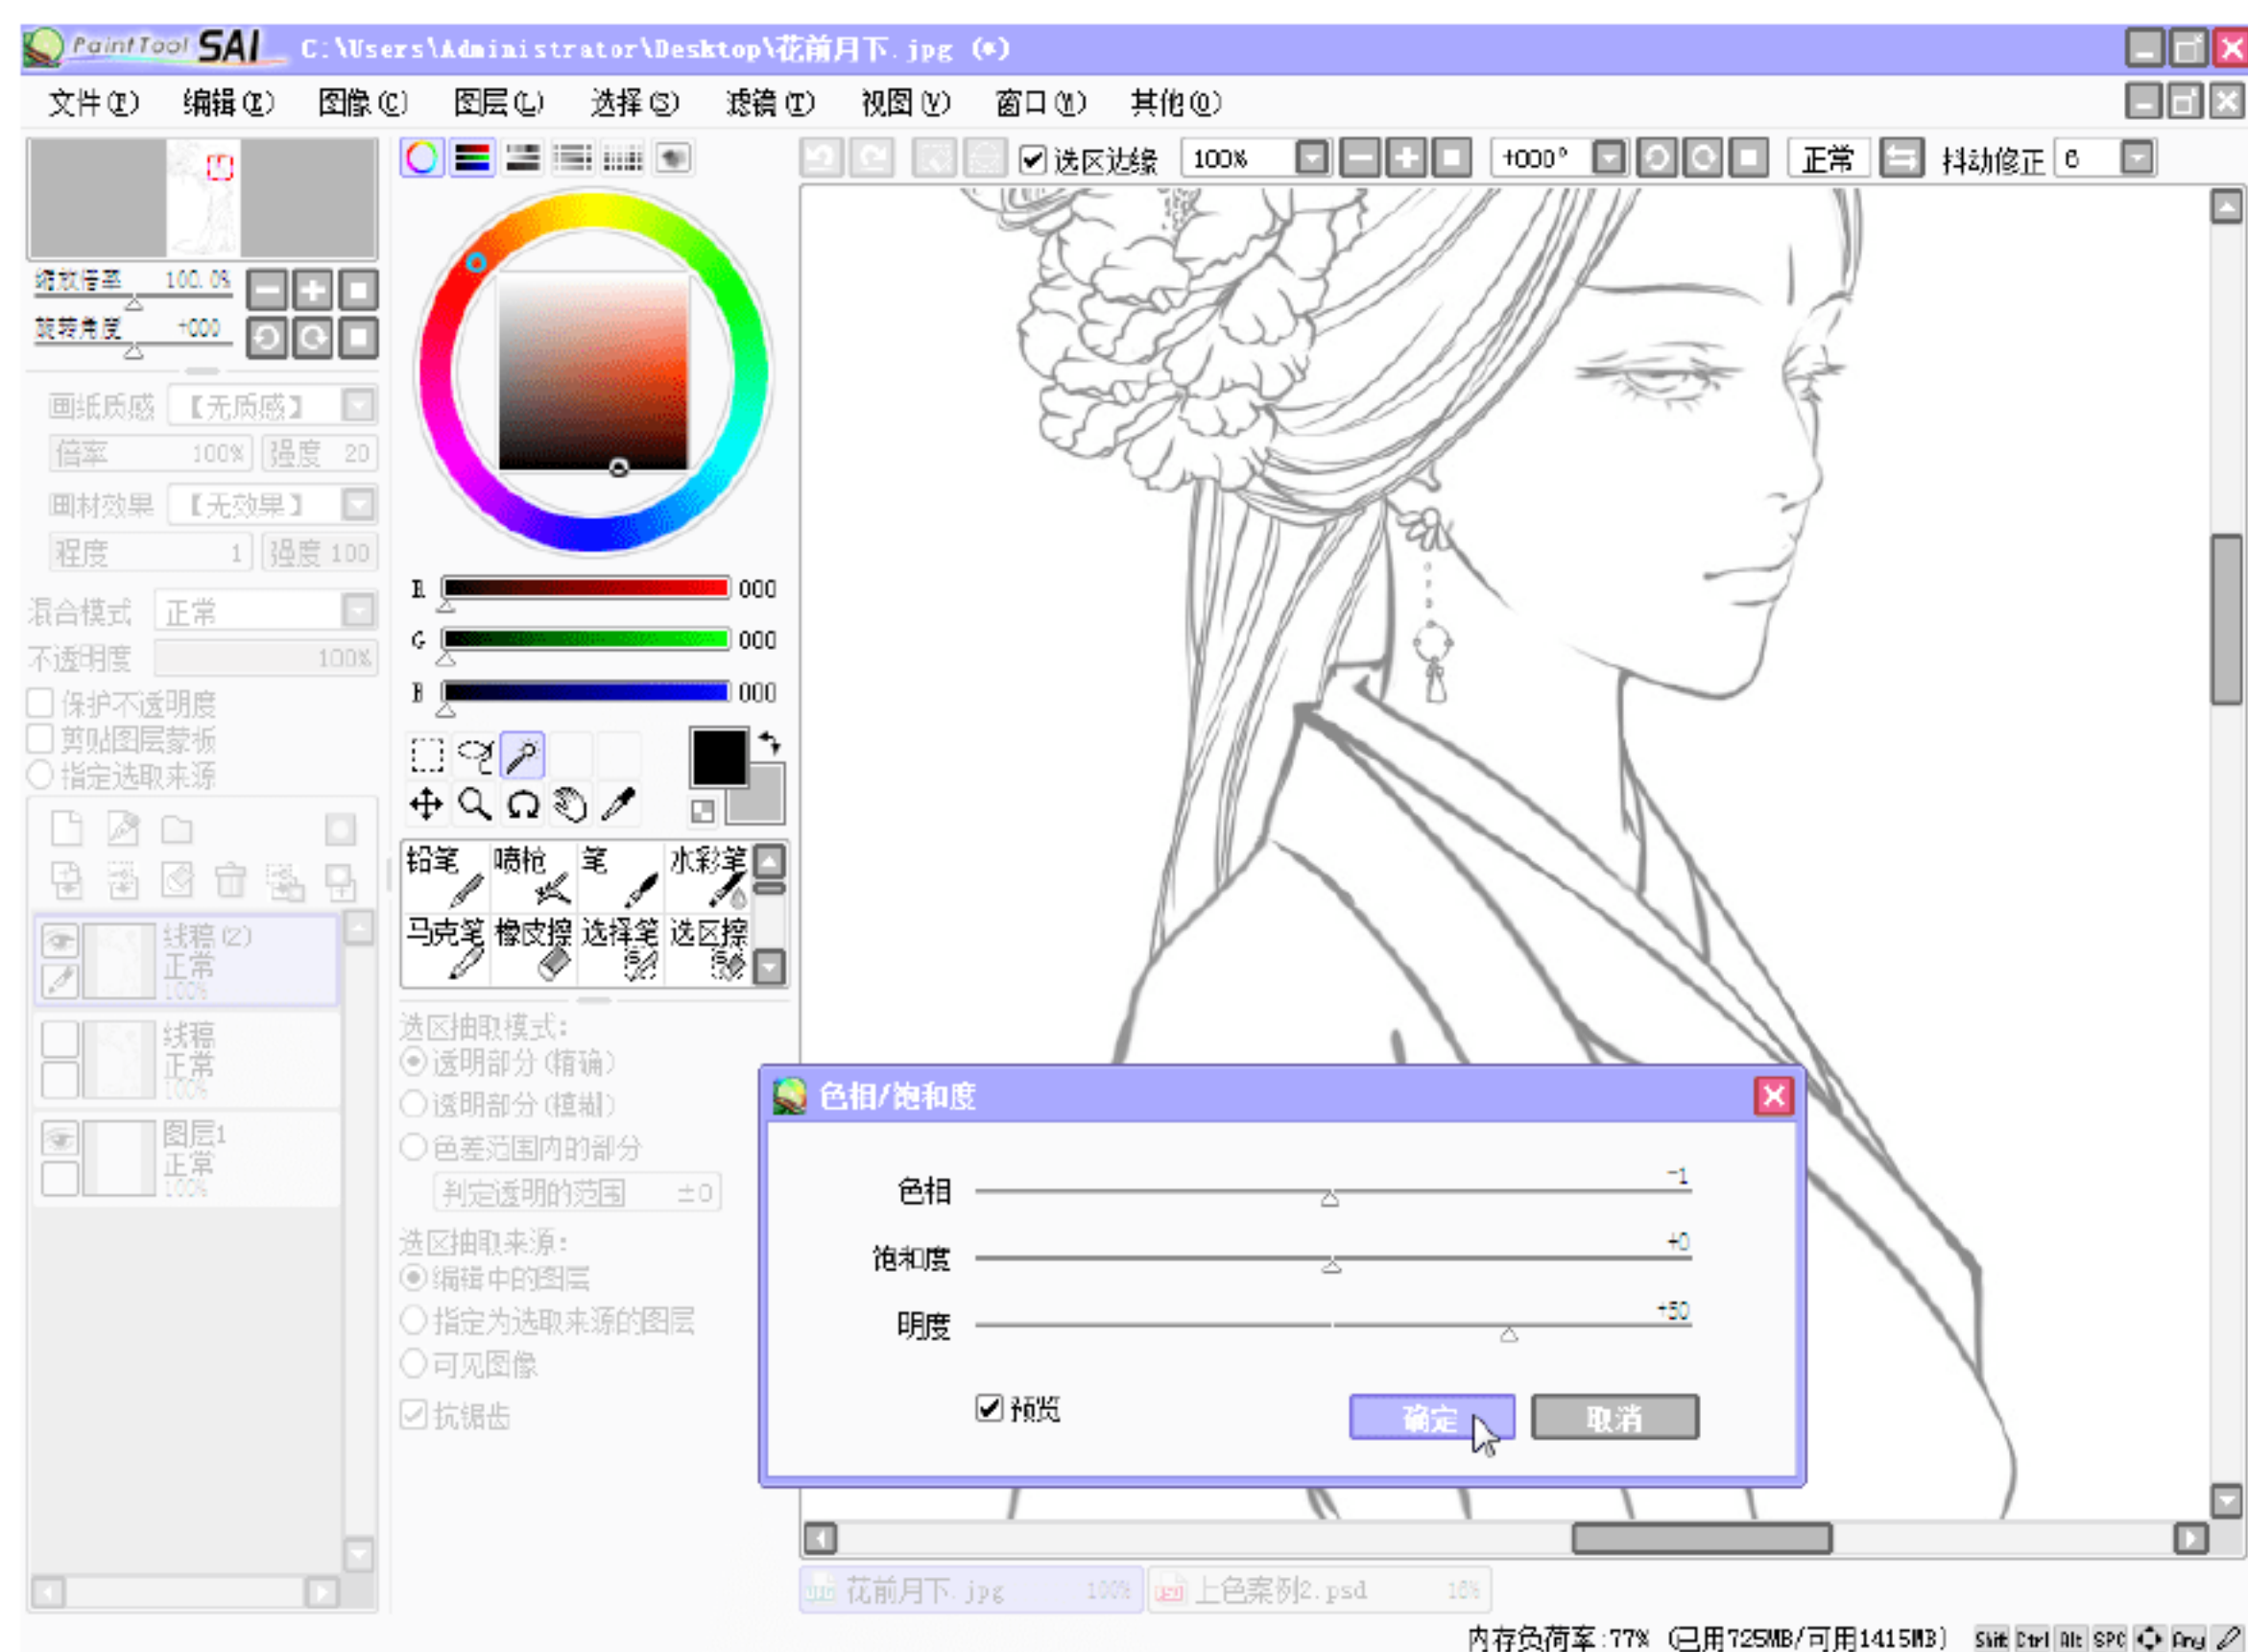 PaintTool SAI C:\Users\Administrator\Desktop\花前月下.jpg (*)
文件(F) 编辑(E) 图像(C) 图层(L) 选择(S) 滤镜(T) 视图(V) 窗口(W) 其他(O)
选区边缘 100% +000° 正常 抖动修正 6
缩放倍率 100.0%
旋转角度 +000
画纸质感 【无质感】
倍率 100% 强度 20
画材效果 【无效果】
程度 1 强度 100
混合模式 正常
不透明度 100%
保护不透明度
剪贴图层蒙板
指定选取来源
线稿(2)
正常
100%
线稿
正常
100%
图层1
正常
100%
R 000
G 000
B 000
铅笔 喷枪 笔 水彩笔
马克笔 橡皮擦 选择笔 选区擦
选区抽取模式:
透明部分(精确)
透明部分(模糊)
色差范围内的部分
判定透明的范围 ±0
选区抽取来源:
编辑中的图层
指定为选取来源的图层
可见图像
抗锯齿
色相/饱和度
色相 -1
饱和度 +0
明度 +50
预览 确定 取消
花前月下.jpg 100% 上色案例2.psd 16%
内存负荷率:77% (已用725MB/可用1415MB) Shift Ctrl Alt SPC Any